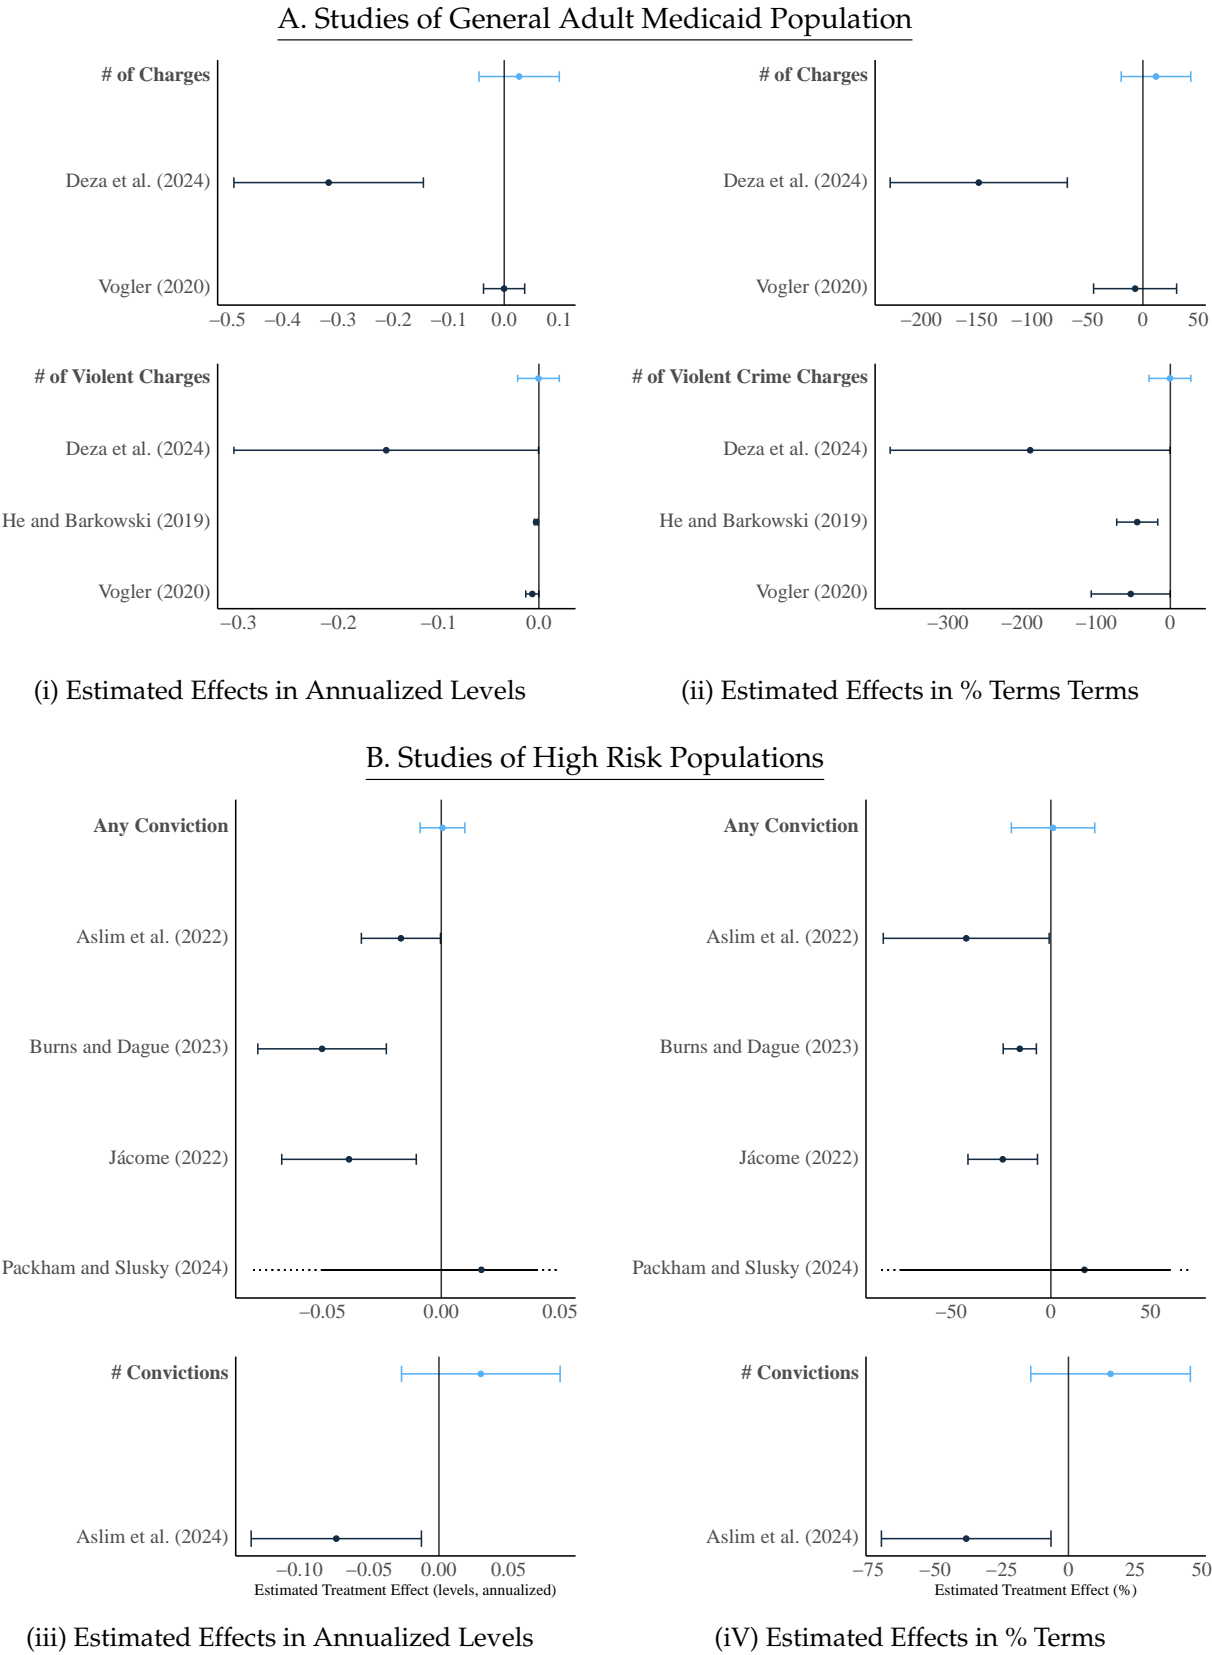 A. Studies of General Adult Medicaid Population
# of Charges
Deza et al. (2024)
Vogler (2020)
−0.5 −0.4 −0.3 −0.2 −0.1 0.0 0.1
# of Charges
Deza et al. (2024)
Vogler (2020)
−200 −150 −100 −50 0 50
# of Violent Charges
Deza et al. (2024)
He and Barkowski (2019)
Vogler (2020)
−0.3 −0.2 −0.1 0.0
# of Violent Crime Charges
Deza et al. (2024)
He and Barkowski (2019)
Vogler (2020)
−300 −200 −100 0
(i) Estimated Effects in Annualized Levels
(ii) Estimated Effects in % Terms Terms
B. Studies of High Risk Populations
Any Conviction
Aslim et al. (2022)
Burns and Dague (2023)
Jácome (2022)
Packham and Slusky (2024)
−0.05 0.00 0.05
Any Conviction
Aslim et al. (2022)
Burns and Dague (2023)
Jácome (2022)
Packham and Slusky (2024)
−50 0 50
# Convictions
Aslim et al. (2024)
−0.10 −0.05 0.00 0.05
Estimated Treatment Effect (levels, annualized)
# Convictions
Aslim et al. (2024)
−75 −50 −25 0 25 50
Estimated Treatment Effect (%)
(iii) Estimated Effects in Annualized Levels
(iV) Estimated Effects in % Terms